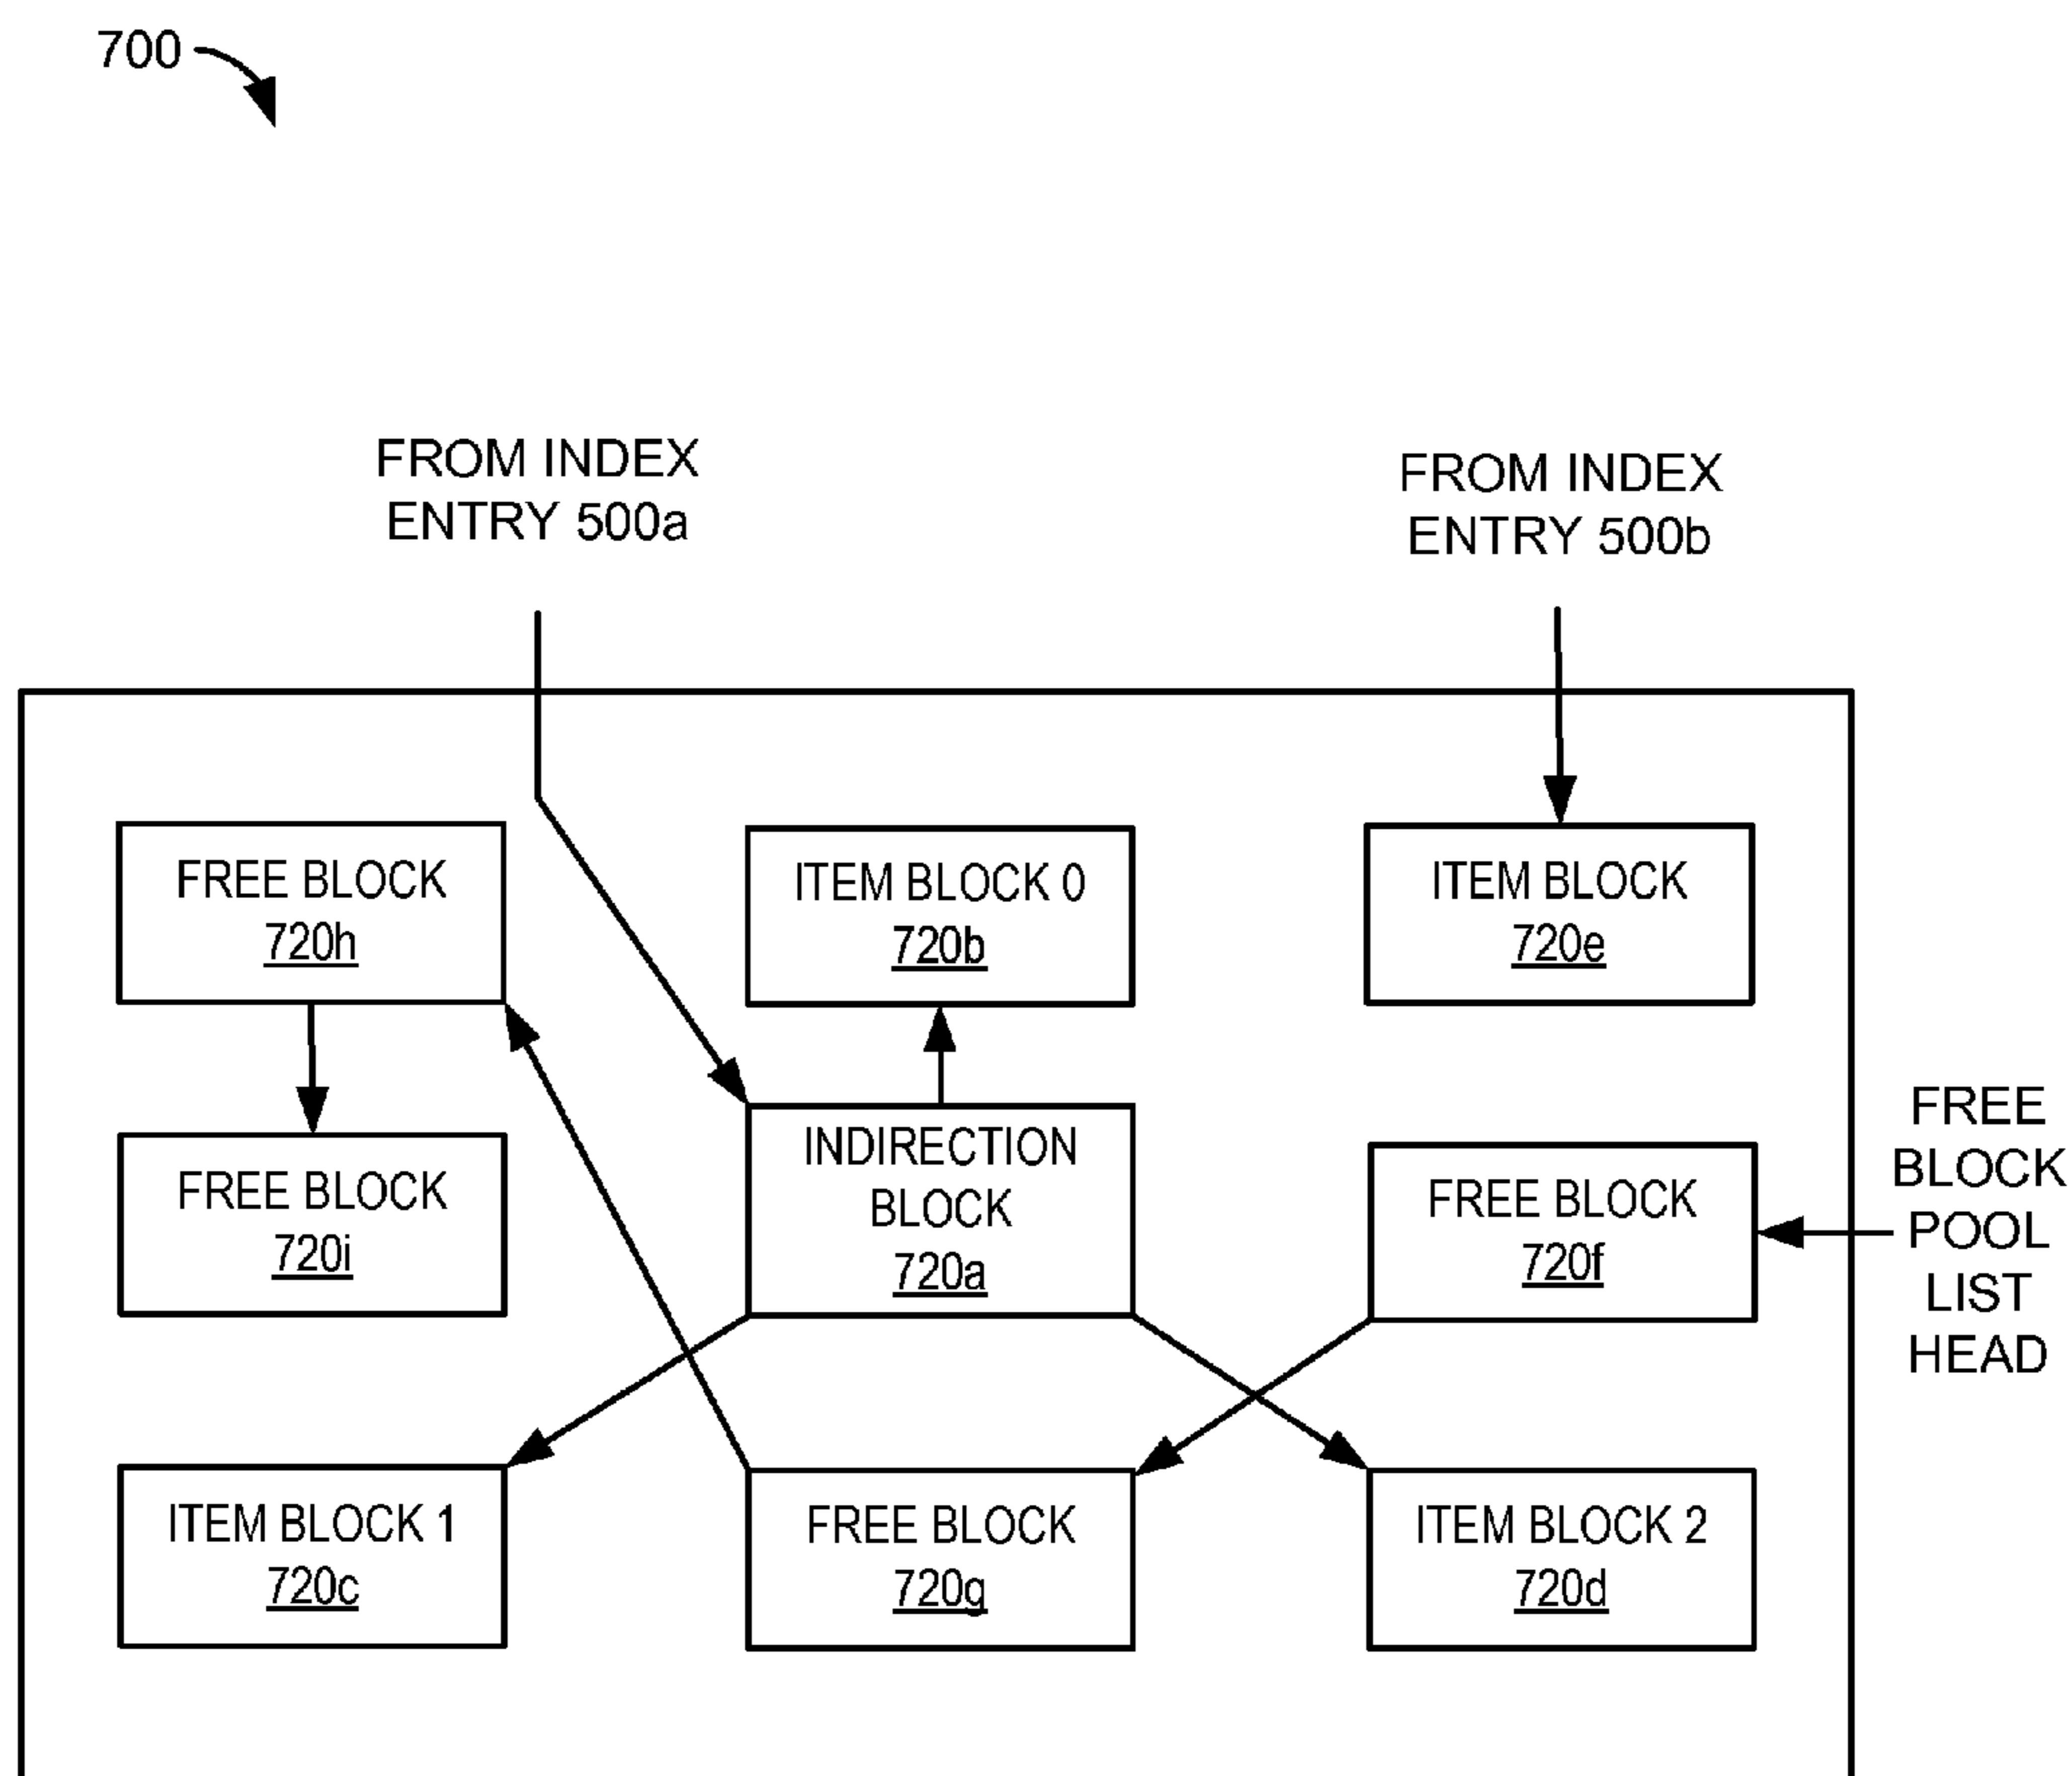 700
FROM INDEX
ENTRY 500a
FROM INDEX
ENTRY 500b
FREE BLOCK
720h
ITEM BLOCK 0
720b
ITEM BLOCK
720e
FREE BLOCK
720i
INDIRECTION
BLOCK
720a
FREE BLOCK
720f
FREE
BLOCK
POOL
LIST
HEAD
ITEM BLOCK 1
720c
FREE BLOCK
720g
ITEM BLOCK 2
720d